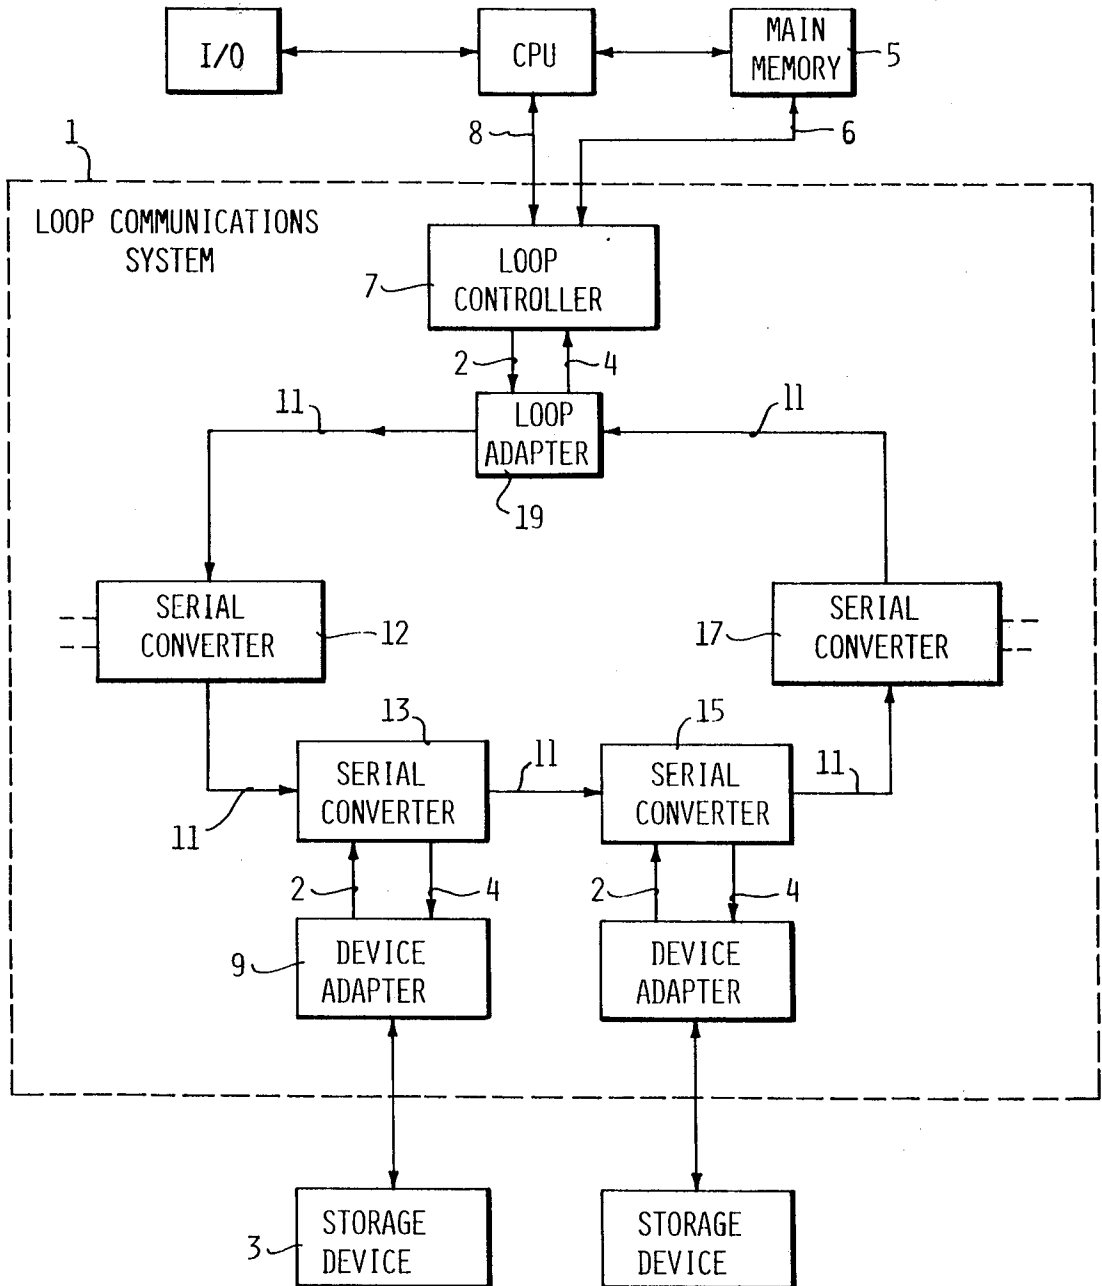 I/O
CPU
MAIN
MEMORY
5
8
6
1
LOOP COMMUNICATIONS
SYSTEM
7
LOOP
CONTROLLER
2
4
11
LOOP
ADAPTER
11
19
SERIAL
CONVERTER
12
17
SERIAL
CONVERTER
13
15
SERIAL
CONVERTER
11
SERIAL
CONVERTER
11
11
2
4
2
4
9
DEVICE
ADAPTER
DEVICE
ADAPTER
3
STORAGE
DEVICE
STORAGE
DEVICE